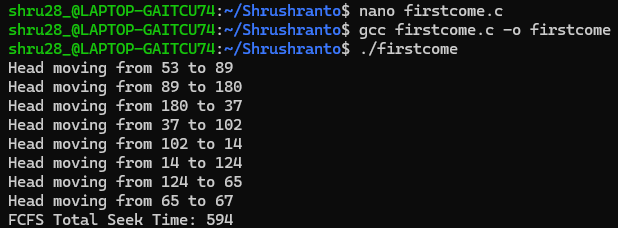 shru28_@LAPTOP-GAITCU74:~/Shrushranto$ nano firstcome.c
shru28_@LAPTOP-GAITCU74:~/Shrushranto$ gcc firstcome.c -o firstcome
shru28_@LAPTOP-GAITCU74:~/Shrushranto$ ./firstcome
Head moving from 53 to 89
Head moving from 89 to 180
Head moving from 180 to 37
Head moving from 37 to 102
Head moving from 102 to 14
Head moving from 14 to 124
Head moving from 124 to 65
Head moving from 65 to 67
FCFS Total Seek Time: 594